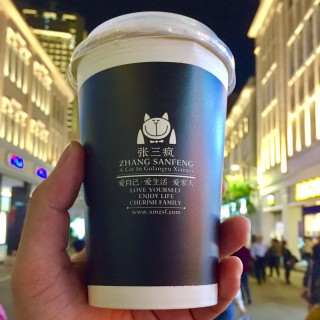 张三疯
ZHANG SANFENG
A Cat In Gulangyu Xiamen
爱自己·爱生活·爱家人
LOVE YOURSELF
ENJOY LIFE
CHERISH FAMILY
www.xmzsf.com